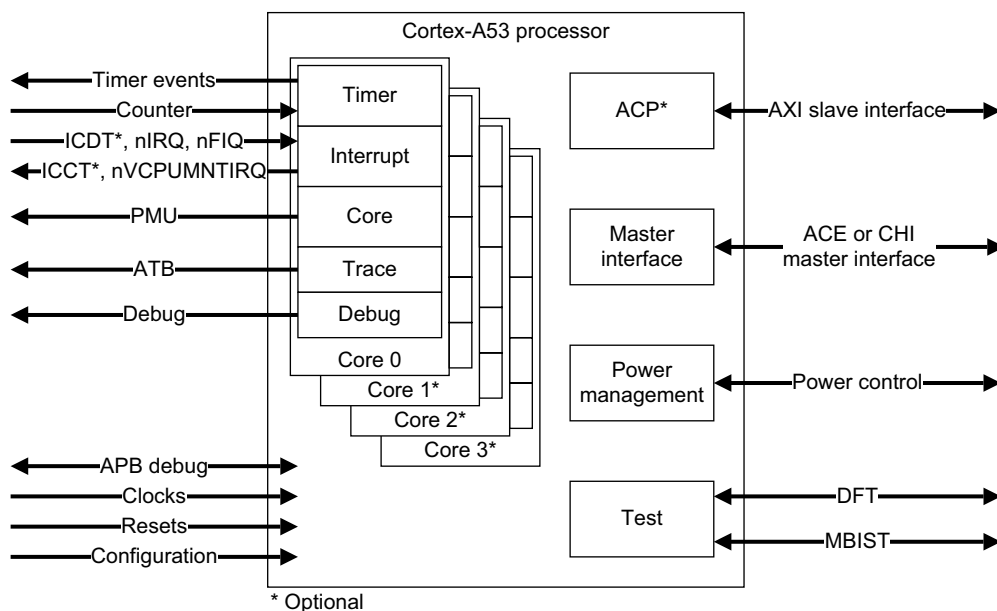 Cortex-A53 processor
Timer events
Counter
ICDT*, nIRQ, nFIQ
ICCT*, nVCPUMNTIRQ
PMU
ATB
Debug
Timer
Interrupt
Core
Trace
Debug
Core 0
Core 1*
Core 2*
Core 3*
APB debug
Clocks
Resets
Configuration
ACP*
AXI slave interface
Master
interface
ACE or CHI
master interface
Power
management
Power control
Test
DFT
MBIST
* Optional